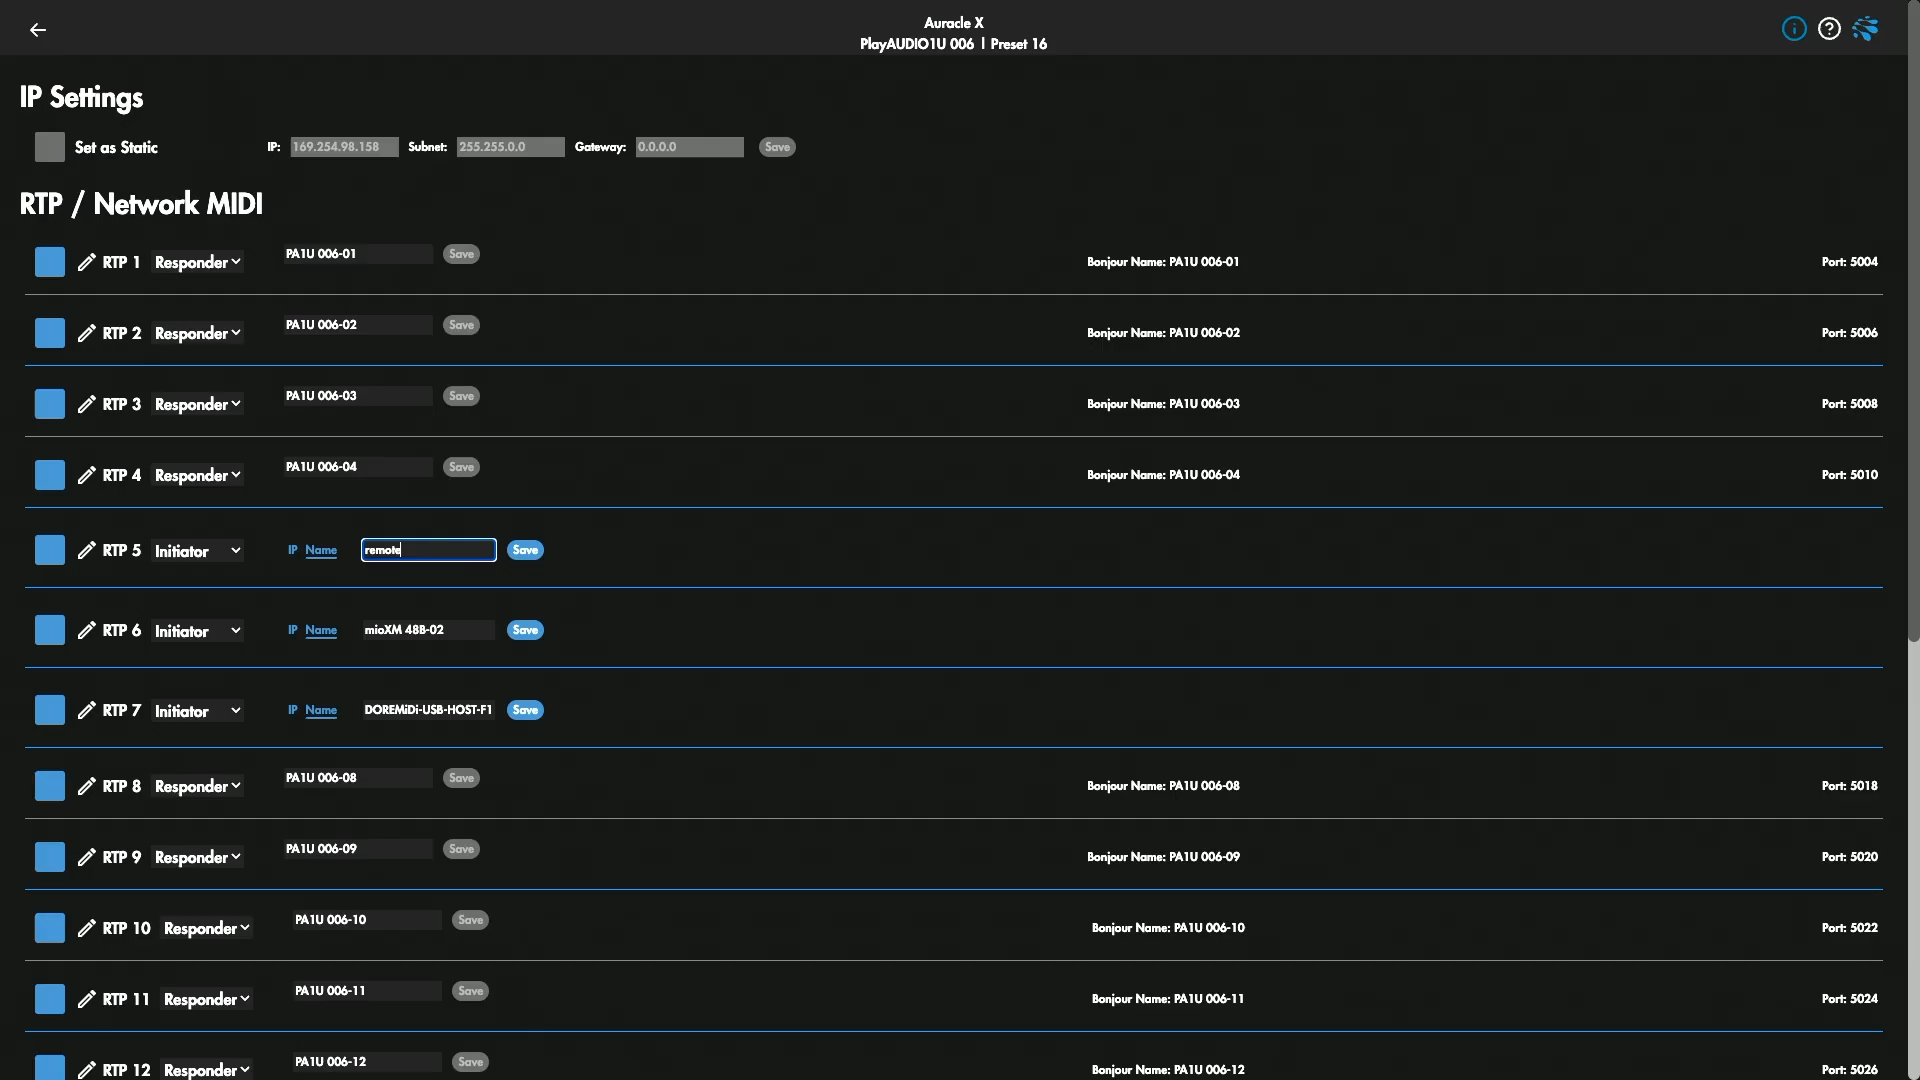 Auracle X
PlayAUDIO1U 006 | Preset 16
IP Settings
Set as Static IP: 169.254.98.158 Subnet: 255.255.0.0 Gateway: 0.0.0.0 Save
RTP / Network MIDI
RTP 1 Responder PA1U 006-01 Save Bonjour Name: PA1U 006-01 Port: 5004
RTP 2 Responder PA1U 006-02 Save Bonjour Name: PA1U 006-02 Port: 5006
RTP 3 Responder PA1U 006-03 Save Bonjour Name: PA1U 006-03 Port: 5008
RTP 4 Responder PA1U 006-04 Save Bonjour Name: PA1U 006-04 Port: 5010
RTP 5 Initiator IP Name remote Save
RTP 6 Initiator IP Name mioXM 48B-02 Save
RTP 7 Initiator IP Name DOREMiDi-USB-HOST-F1 Save
RTP 8 Responder PA1U 006-08 Save Bonjour Name: PA1U 006-08 Port: 5018
RTP 9 Responder PA1U 006-09 Save Bonjour Name: PA1U 006-09 Port: 5020
RTP 10 Responder PA1U 006-10 Save Bonjour Name: PA1U 006-10 Port: 5022
RTP 11 Responder PA1U 006-11 Save Bonjour Name: PA1U 006-11 Port: 5024
RTP 12 Responder PA1U 006-12 Save Bonjour Name: PA1U 006-12 Port: 5026